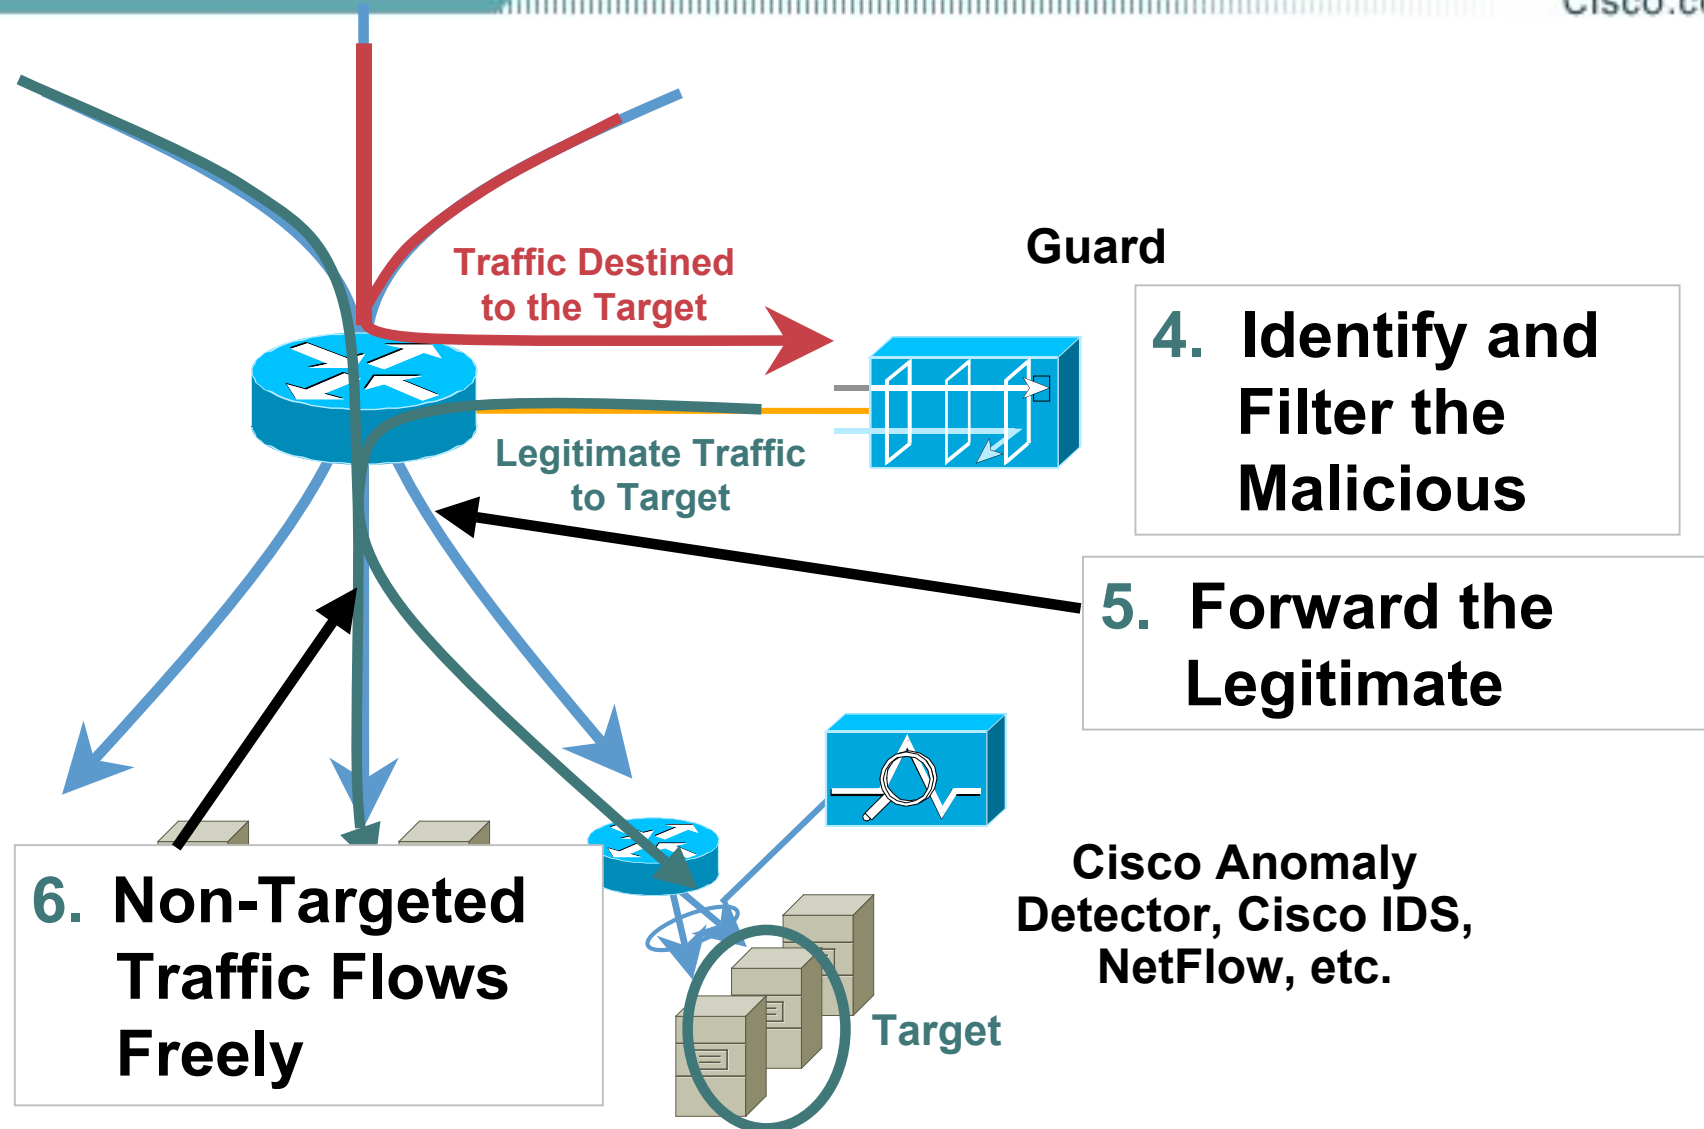 Traffic Destined
to the Target
Guard
4. Identify and
Filter the
Malicious
Legitimate Traffic
to Target
5. Forward the
Legitimate
6. Non-Targeted
Traffic Flows
Freely
Cisco Anomaly
Detector, Cisco IDS,
NetFlow, etc.
Target